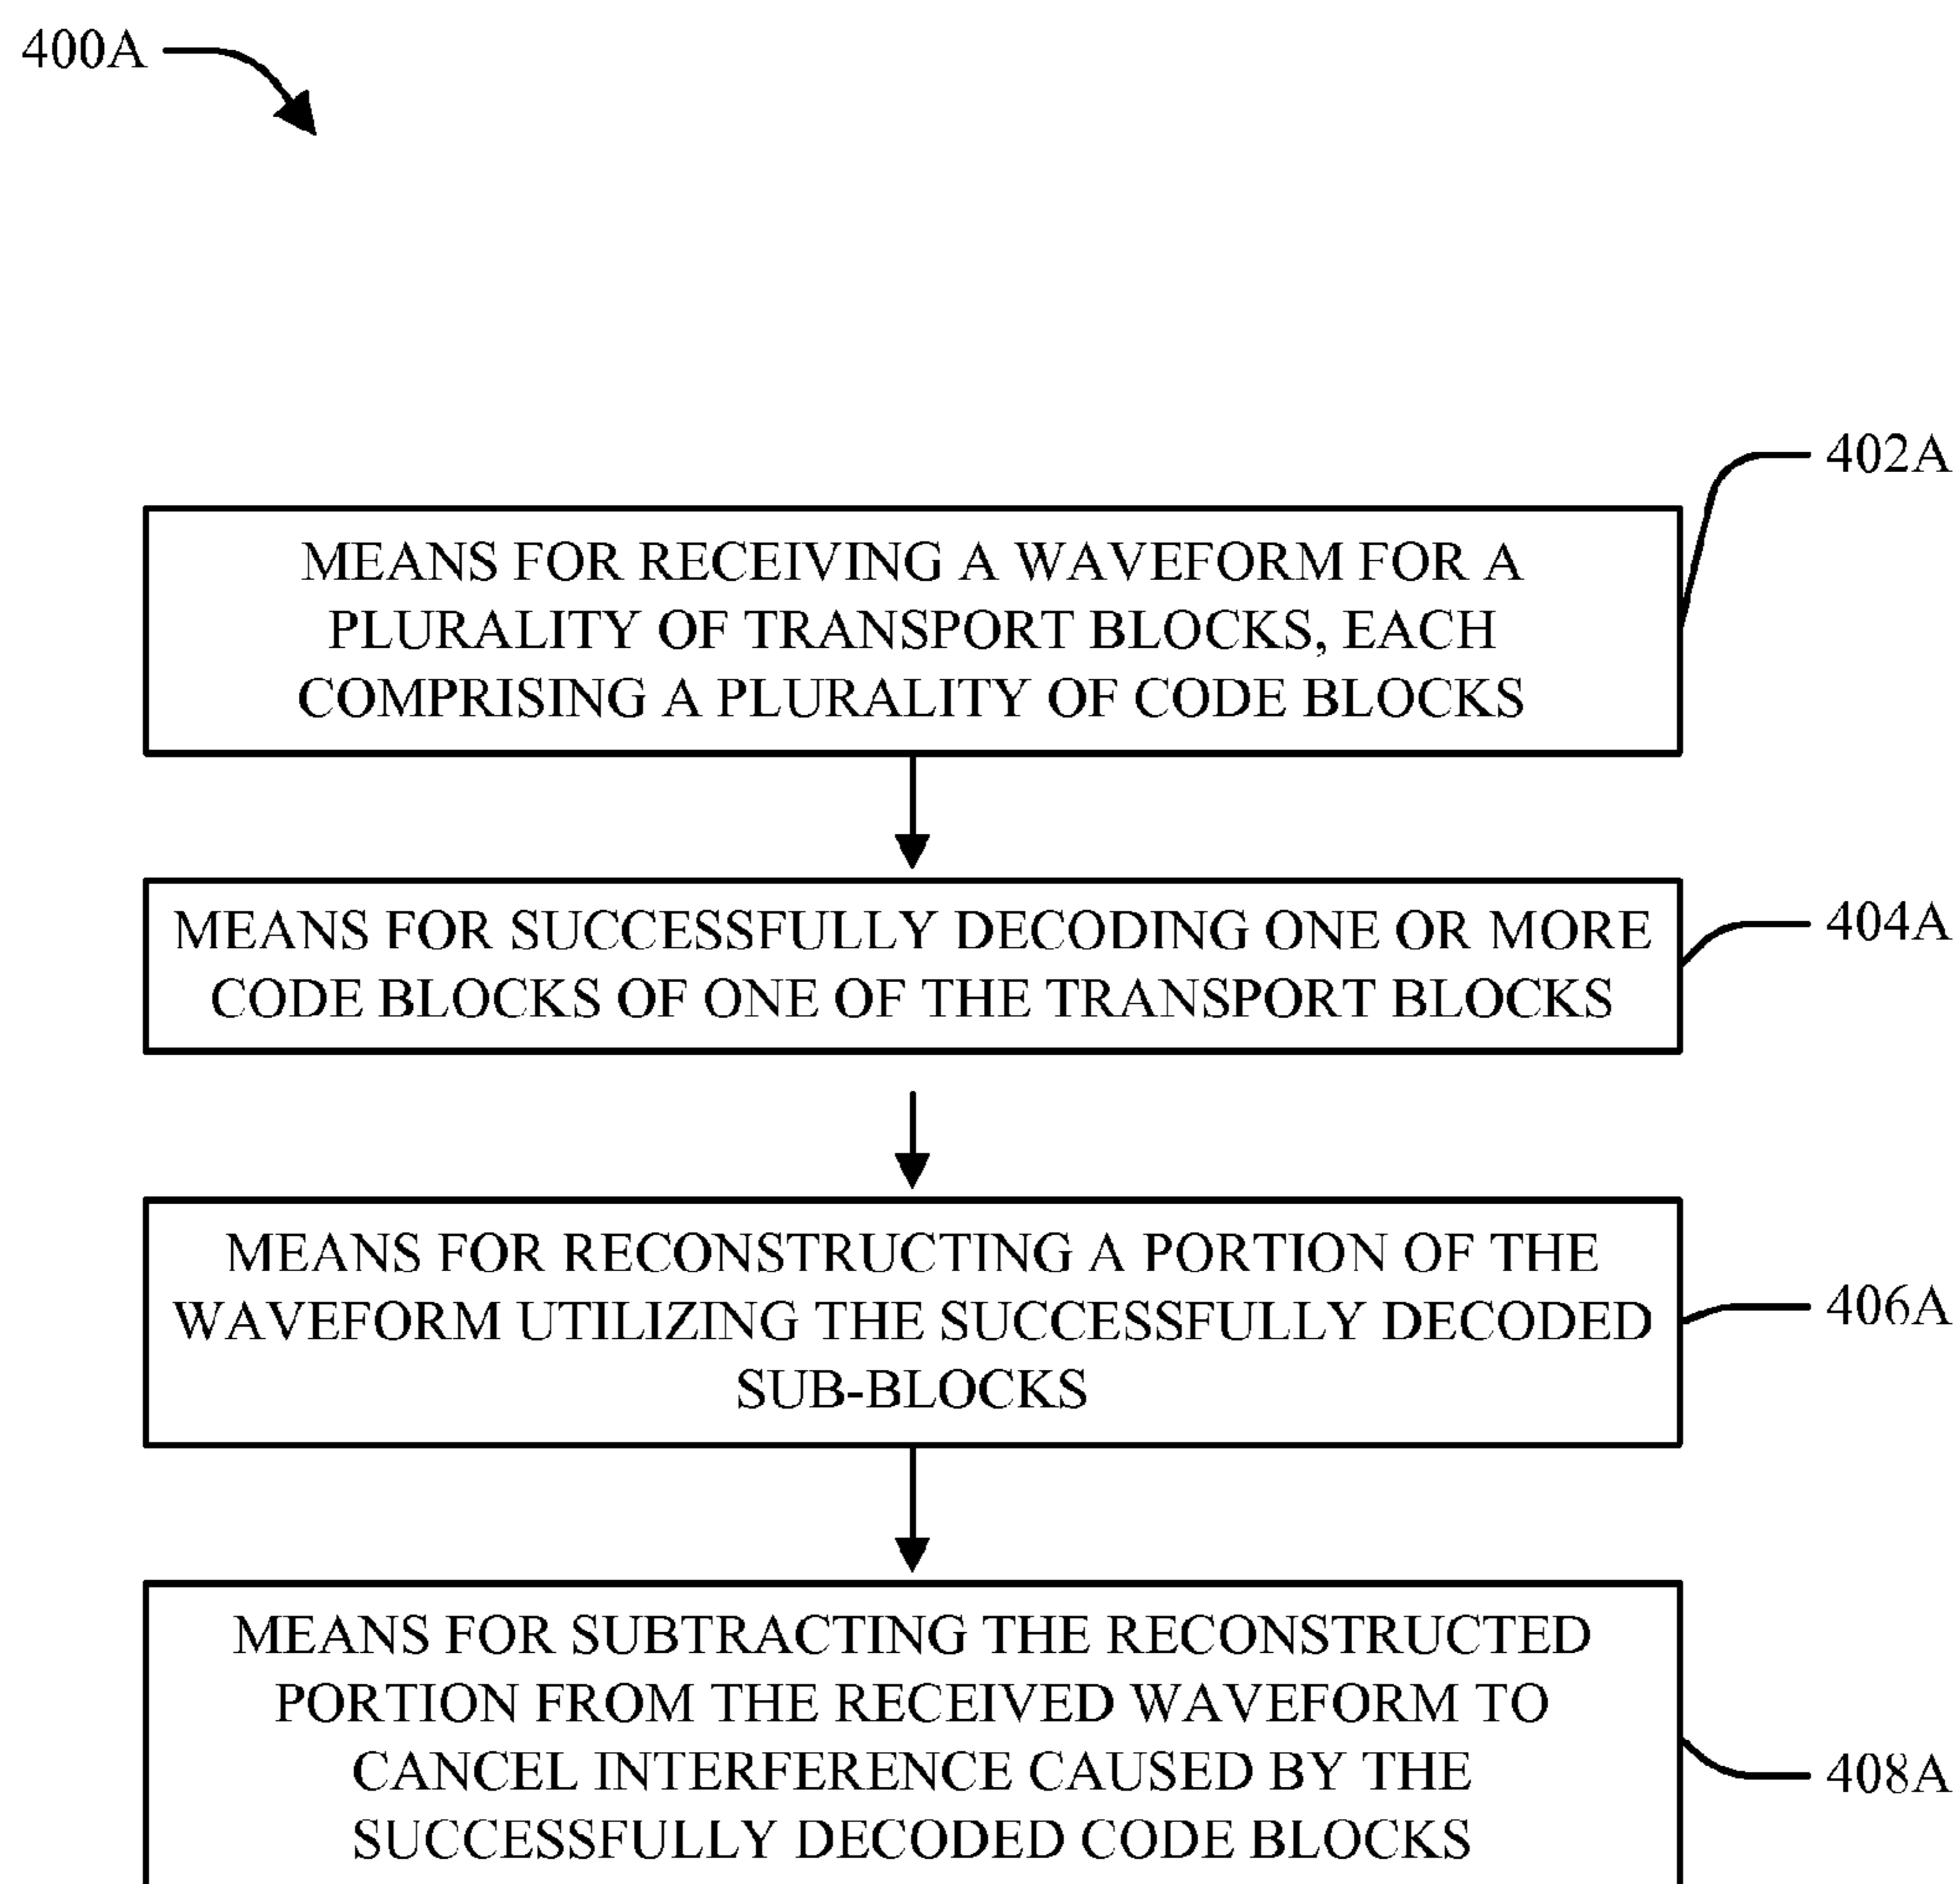 400A
402A
MEANS FOR RECEIVING A WAVEFORM FOR A
PLURALITY OF TRANSPORT BLOCKS, EACH
COMPRISING A PLURALITY OF CODE BLOCKS
404A
MEANS FOR SUCCESSFULLY DECODING ONE OR MORE
CODE BLOCKS OF ONE OF THE TRANSPORT BLOCKS
MEANS FOR RECONSTRUCTING A PORTION OF THE
WAVEFORM UTILIZING THE SUCCESSFULLY DECODED
SUB-BLOCKS
406A
MEANS FOR SUBTRACTING THE RECONSTRUCTED
PORTION FROM THE RECEIVED WAVEFORM TO
CANCEL INTERFERENCE CAUSED BY THE
SUCCESSFULLY DECODED CODE BLOCKS
408A